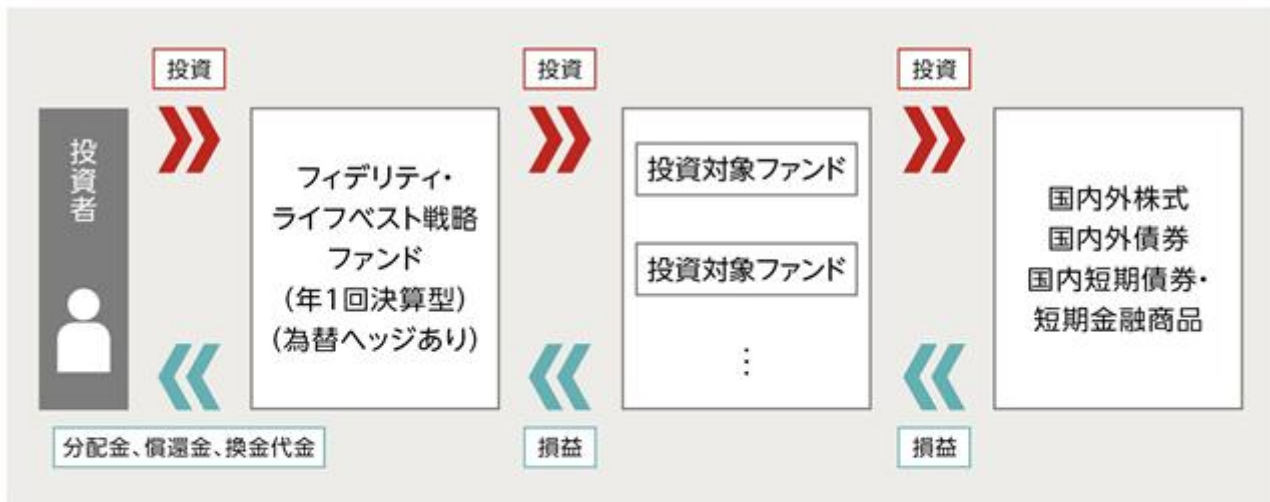 投資
投資
投資
投資者
フィデリティ・
ライフベスト戦略
ファンド
(年1回決算型)
(為替ヘッジあり)
投資対象ファンド
投資対象ファンド
⋮
国内外株式
国内外債券
国内短期債券・
短期金融商品
分配金、償還金、換金代金
損益
損益